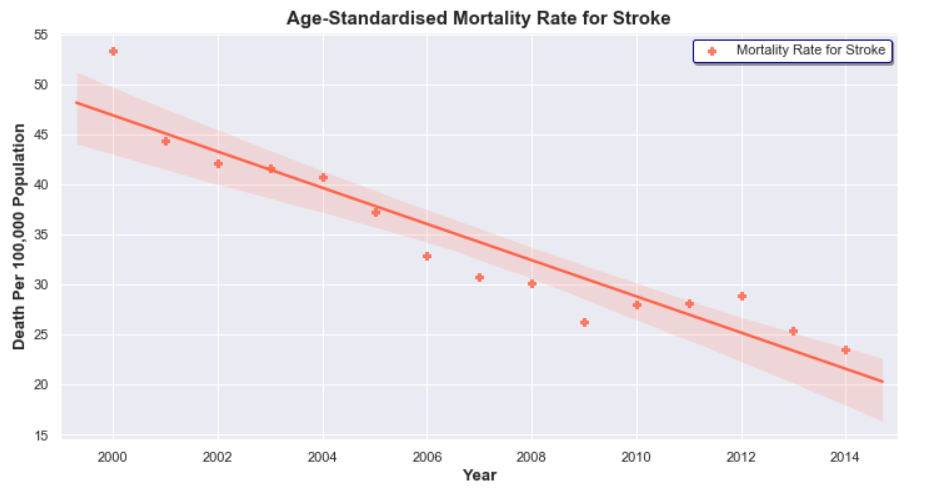 Age-Standardised Mortality Rate for Stroke
Mortality Rate for Stroke
Death Per 100,000 Population
55
50
45
40
35
30
25
20
15
2000 2002 2004 2006 2008 2010 2012 2014
Year